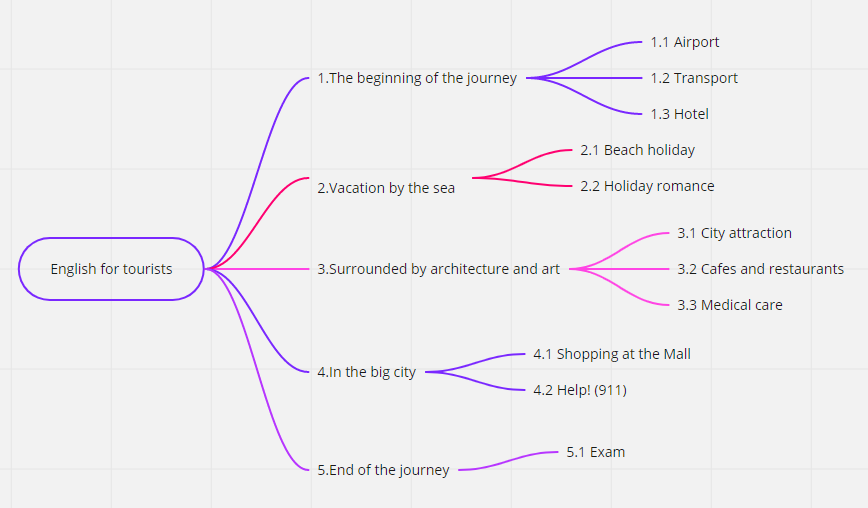 English for tourists
1.The beginning of the journey
1.1 Airport
1.2 Transport
1.3 Hotel
2.Vacation by the sea
2.1 Beach holiday
2.2 Holiday romance
3.Surrounded by architecture and art
3.1 City attraction
3.2 Cafes and restaurants
3.3 Medical care
4.In the big city
4.1 Shopping at the Mall
4.2 Help! (911)
5.End of the journey
5.1 Exam